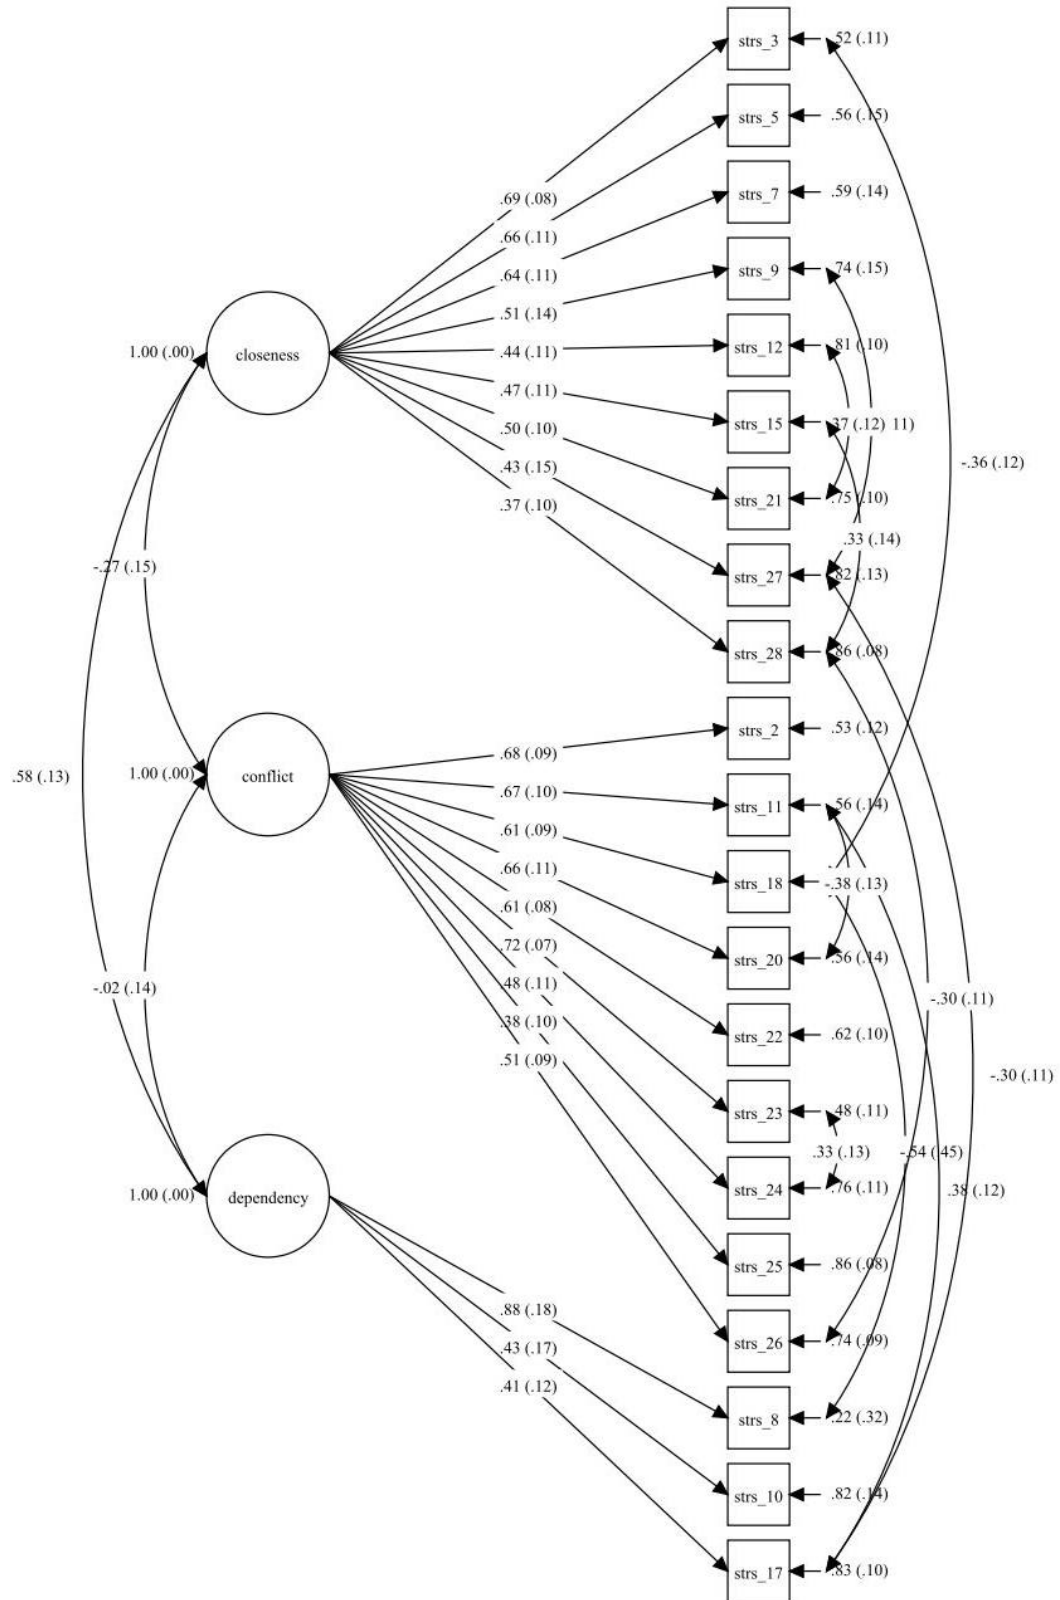 strs_3
.52 (.11)
strs_5
.56 (.15)
strs_7
.59 (.14)
.69 (.08)
.66 (.11)
.64 (.11)
strs_9
.74 (.15)
.51 (.14)
closeness
1.00 (.00)
.44 (.11)
strs_12
.81 (.10)
.47 (.11)
strs_15
.37 (.12)
11)
.50 (.10)
-.36 (.12)
.43 (.15)
strs_21
.75 (.10)
.37 (.10)
.33 (.14)
-.27 (.15)
strs_27
.82 (.13)
strs_28
.86 (.08)
strs_2
.53 (.12)
.68 (.09)
.58 (.13)
1.00 (.00)
conflict
.67 (.10)
strs_11
.56 (.14)
.61 (.09)
.66 (.11)
strs_18
-.38 (.13)
.61 (.08)
.72 (.07)
strs_20
.56 (.14)
-.02 (.14)
.48 (.11)
-.30 (.11)
.38 (.10)
strs_22
.62 (.10)
.51 (.09)
-.30 (.11)
strs_23
.48 (.11)
.33 (.13)
-.54 (.45)
1.00 (.00)
dependency
strs_24
.76 (.11)
.38 (.12)
strs_25
.86 (.08)
.88 (.18)
.43 (.17)
strs_26
.74 (.09)
.41 (.12)
strs_8
.22 (.32)
strs_10
.82 (.14)
strs_17
.83 (.10)